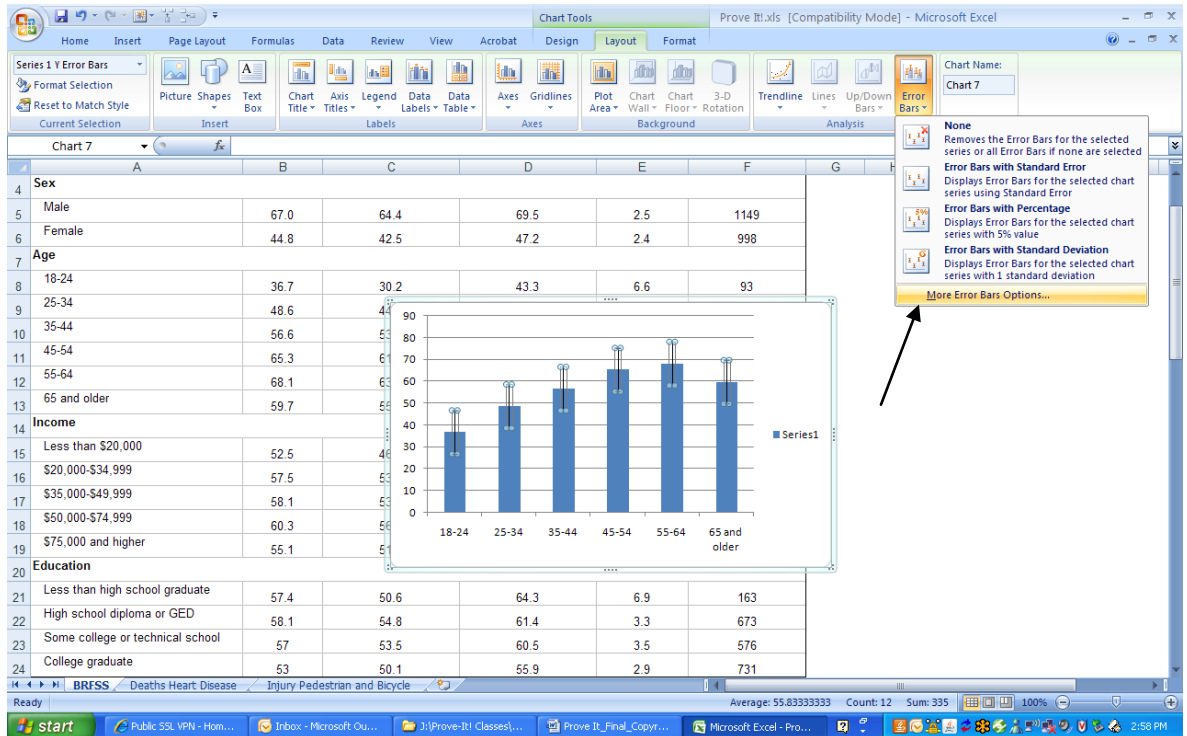 Chart Tools
Prove It!.xls [Compatibility Mode] - Microsoft Excel
Home Insert Page Layout Formulas Data Review View Acrobat Design Layout Format
Series 1 Y Error Bars
Format Selection
Reset to Match Style
Current Selection
Picture Shapes Text Box
Insert
Chart Title Axis Titles Legend Data Labels Data Table
Labels
Axes Gridlines
Axes
Plot Area Chart Wall Chart Floor 3-D Rotation
Background
Trendline Lines Up/Down Bars Error Bars
Analysis
Chart Name:
Chart 7
None
Removes the Error Bars for the selected
series or all Error Bars if none are selected
Error Bars with Standard Error
Displays Error Bars for the selected chart
series using Standard Error
Error Bars with Percentage
Displays Error Bars for the selected chart
series with 5% value
Error Bars with Standard Deviation
Displays Error Bars for the selected chart
series with 1 standard deviation
More Error Bars Options...
Chart 7 fx
A B C D E F G H
4 Sex
5 Male 67.0 64.4 69.5 2.5 1149
6 Female 44.8 42.5 47.2 2.4 998
7 Age
8 18-24 36.7 30.2 43.3 6.6 93
9 25-34 48.6
10 35-44 56.6
11 45-54 65.3
12 55-64 68.1
13 65 and older 59.7
14 Income
15 Less than $20,000 52.5
16 $20,000-$34,999 57.5
17 $35,000-$49,999 58.1
18 $50,000-$74,999 60.3
19 $75,000 and higher 55.1
20 Education
21 Less than high school graduate 57.4 50.6 64.3 6.9 163
22 High school diploma or GED 58.1 54.8 61.4 3.3 673
23 Some college or technical school 57 53.5 60.5 3.5 576
24 College graduate 53 50.1 55.9 2.9 731
90
80
70
60
50
40
30
20
10
0
18-24 25-34 35-44 45-54 55-64 65 and older
Series1
BRFSS Deaths Heart Disease Injury Pedestrian and Bicycle
Ready Average: 55.83333333 Count: 12 Sum: 335 100%
start Public SSL VPN - Hom... Inbox - Microsoft Ou... J:\Prove-It! Classes\... Prove It_Final_Copyr... Microsoft Excel - Pro... 2:58 PM